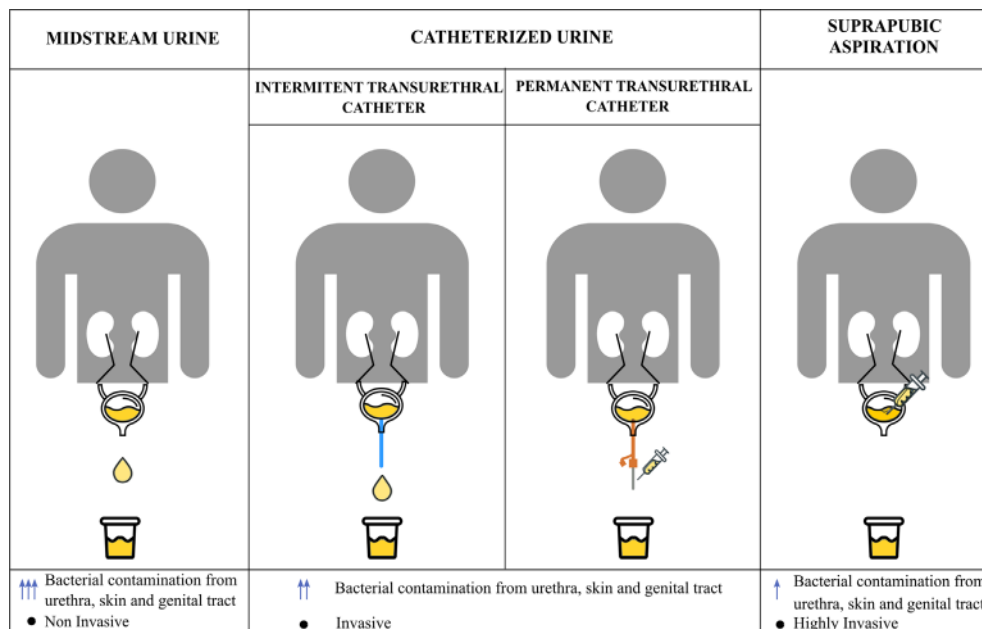 MIDSTREAM URINE
CATHETERIZED URINE
SUPRAPUBIC
ASPIRATION
INTERMITENT TRANSURETHRAL
CATHETER
PERMANENT TRANSURETHRAL
CATHETER
↑↑↑ Bacterial contamination from
urethra, skin and genital tract
● Non Invasive
↑↑ Bacterial contamination from urethra, skin and genital tract
● Invasive
↑ Bacterial contamination from
urethra, skin and genital tract
● Highly Invasive